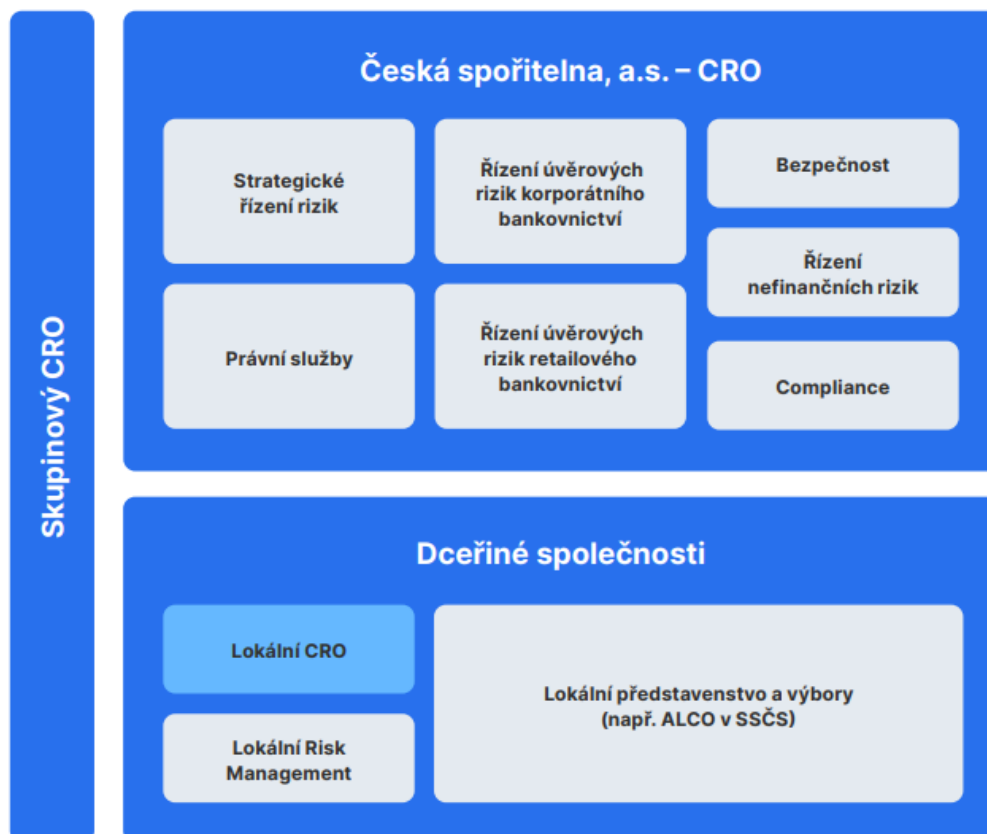 Skupinový CRO
Česká spořitelna, a.s. – CRO
Strategické
řízení rizik
Řízení úvěrových
rizik korporátního
bankovnictví
Bezpečnost
Řízení
nefinančních rizik
Právní služby
Řízení úvěrových
rizik retailového
bankovnictví
Compliance
Dceřiné společnosti
Lokální CRO
Lokální Risk
Management
Lokální představenstvo a výbory
(např. ALCO v SSČS)